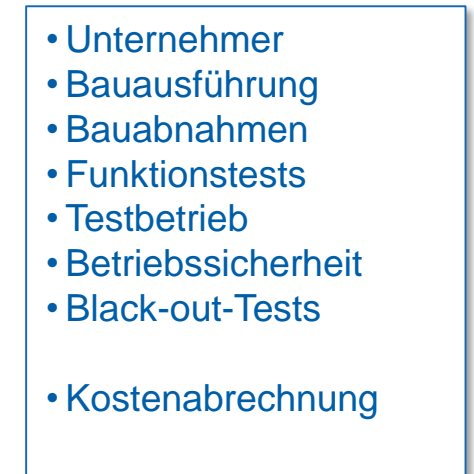 • Unternehmer
• Bauausführung
• Bauabnahmen
• Funktionstests
• Testbetrieb
• Betriebssicherheit
• Black-out-Tests
• Kostenabrechnung